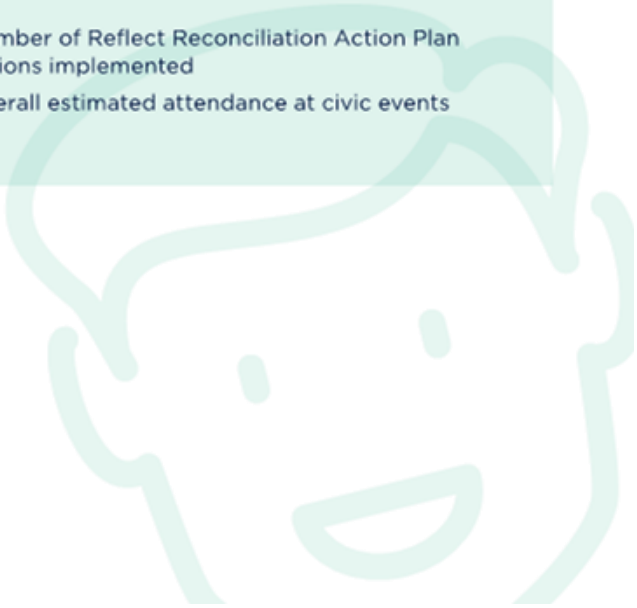 mber of Reflect Reconciliation Action Plan
ions implemented
erall estimated attendance at civic events